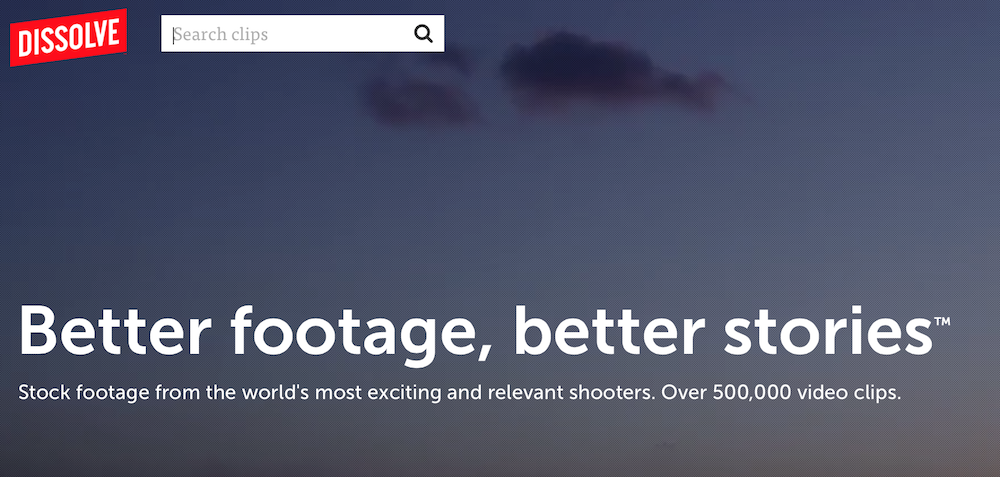 DISSOLVE
Search clips
Better footage, better stories™
Stock footage from the world's most exciting and relevant shooters. Over 500,000 video clips.